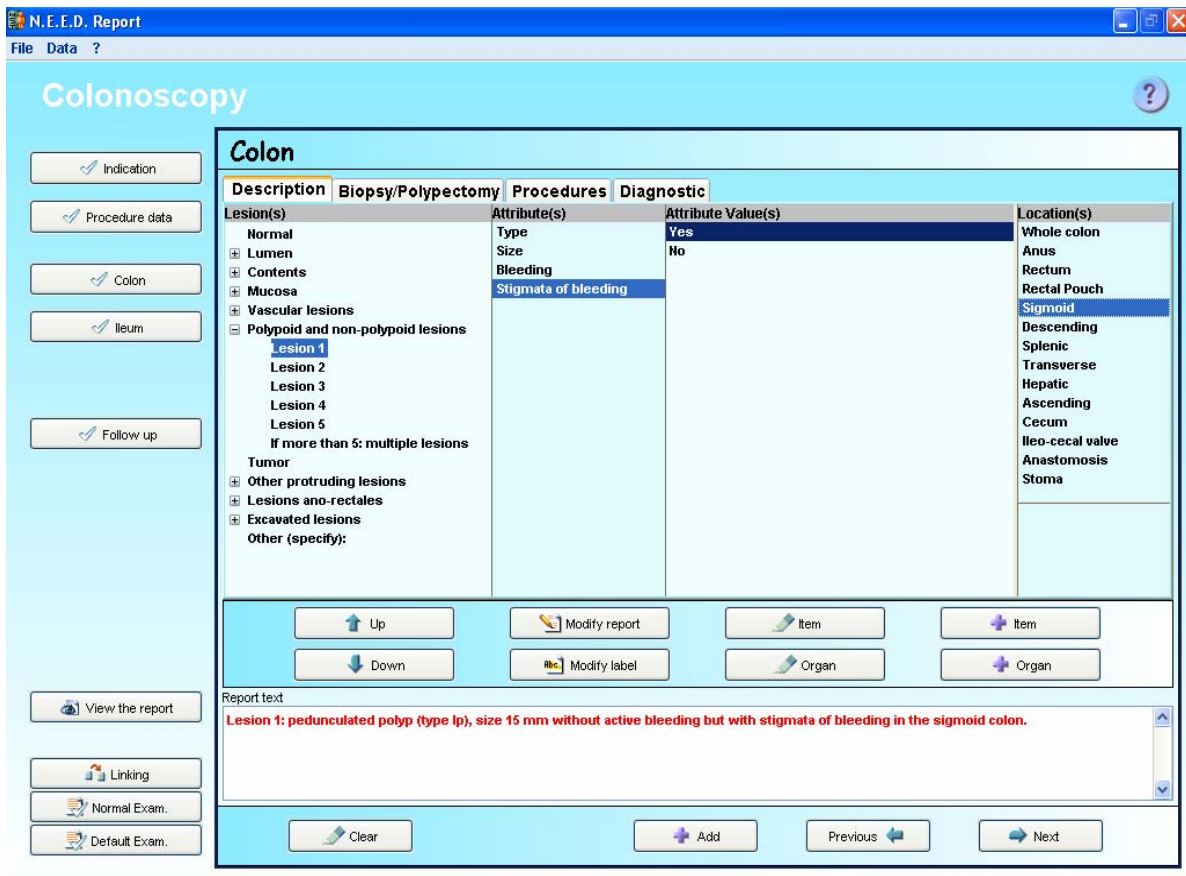 N.E.E.D. Report
File Data ?
Colonoscopy
?
Indication
Procedure data
Colon
Ileum
Follow up
View the report
Linking
Normal Exam.
Default Exam.
Colon
Description Biopsy/Polypectomy Procedures Diagnostic
Lesion(s)
Normal
Lumen
Contents
Mucosa
Vascular lesions
Polypoid and non-polypoid lesions
Lesion 1
Lesion 2
Lesion 3
Lesion 4
Lesion 5
If more than 5: multiple lesions
Tumor
Other protruding lesions
Lesions ano-rectales
Excavated lesions
Other (specify):
Attribute(s)
Type
Size
Bleeding
Stigmata of bleeding
Attribute Value(s)
Yes
No
Location(s)
Whole colon
Anus
Rectum
Rectal Pouch
Sigmoid
Descending
Splenic
Transverse
Hepatic
Ascending
Cecum
Ileo-cecal valve
Anastomosis
Stoma
Up Modify report Item Item
Down Abc. Modify label Organ Organ
Report text
Lesion 1: pedunculated polyp (type Ip), size 15 mm without active bleeding but with stigmata of bleeding in the sigmoid colon.
Clear Add Previous Next